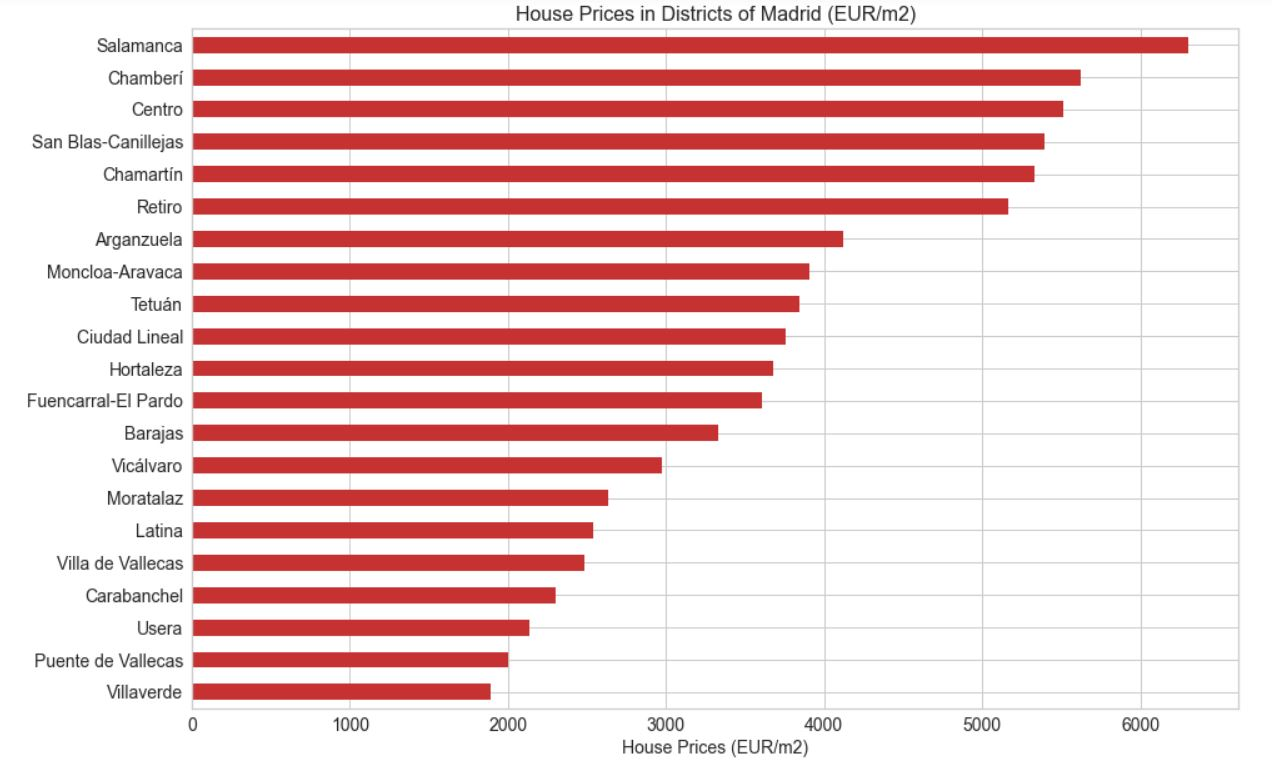 House Prices in Districts of Madrid (EUR/m2)
Salamanca
Chamberí
Centro
San Blas-Canillejas
Chamartín
Retiro
Arganzuela
Moncloa-Aravaca
Tetuán
Ciudad Lineal
Hortaleza
Fuencarral-El Pardo
Barajas
Vicálvaro
Moratalaz
Latina
Villa de Vallecas
Carabanchel
Usera
Puente de Vallecas
Villaverde
0 1000 2000 3000 4000 5000 6000
House Prices (EUR/m2)